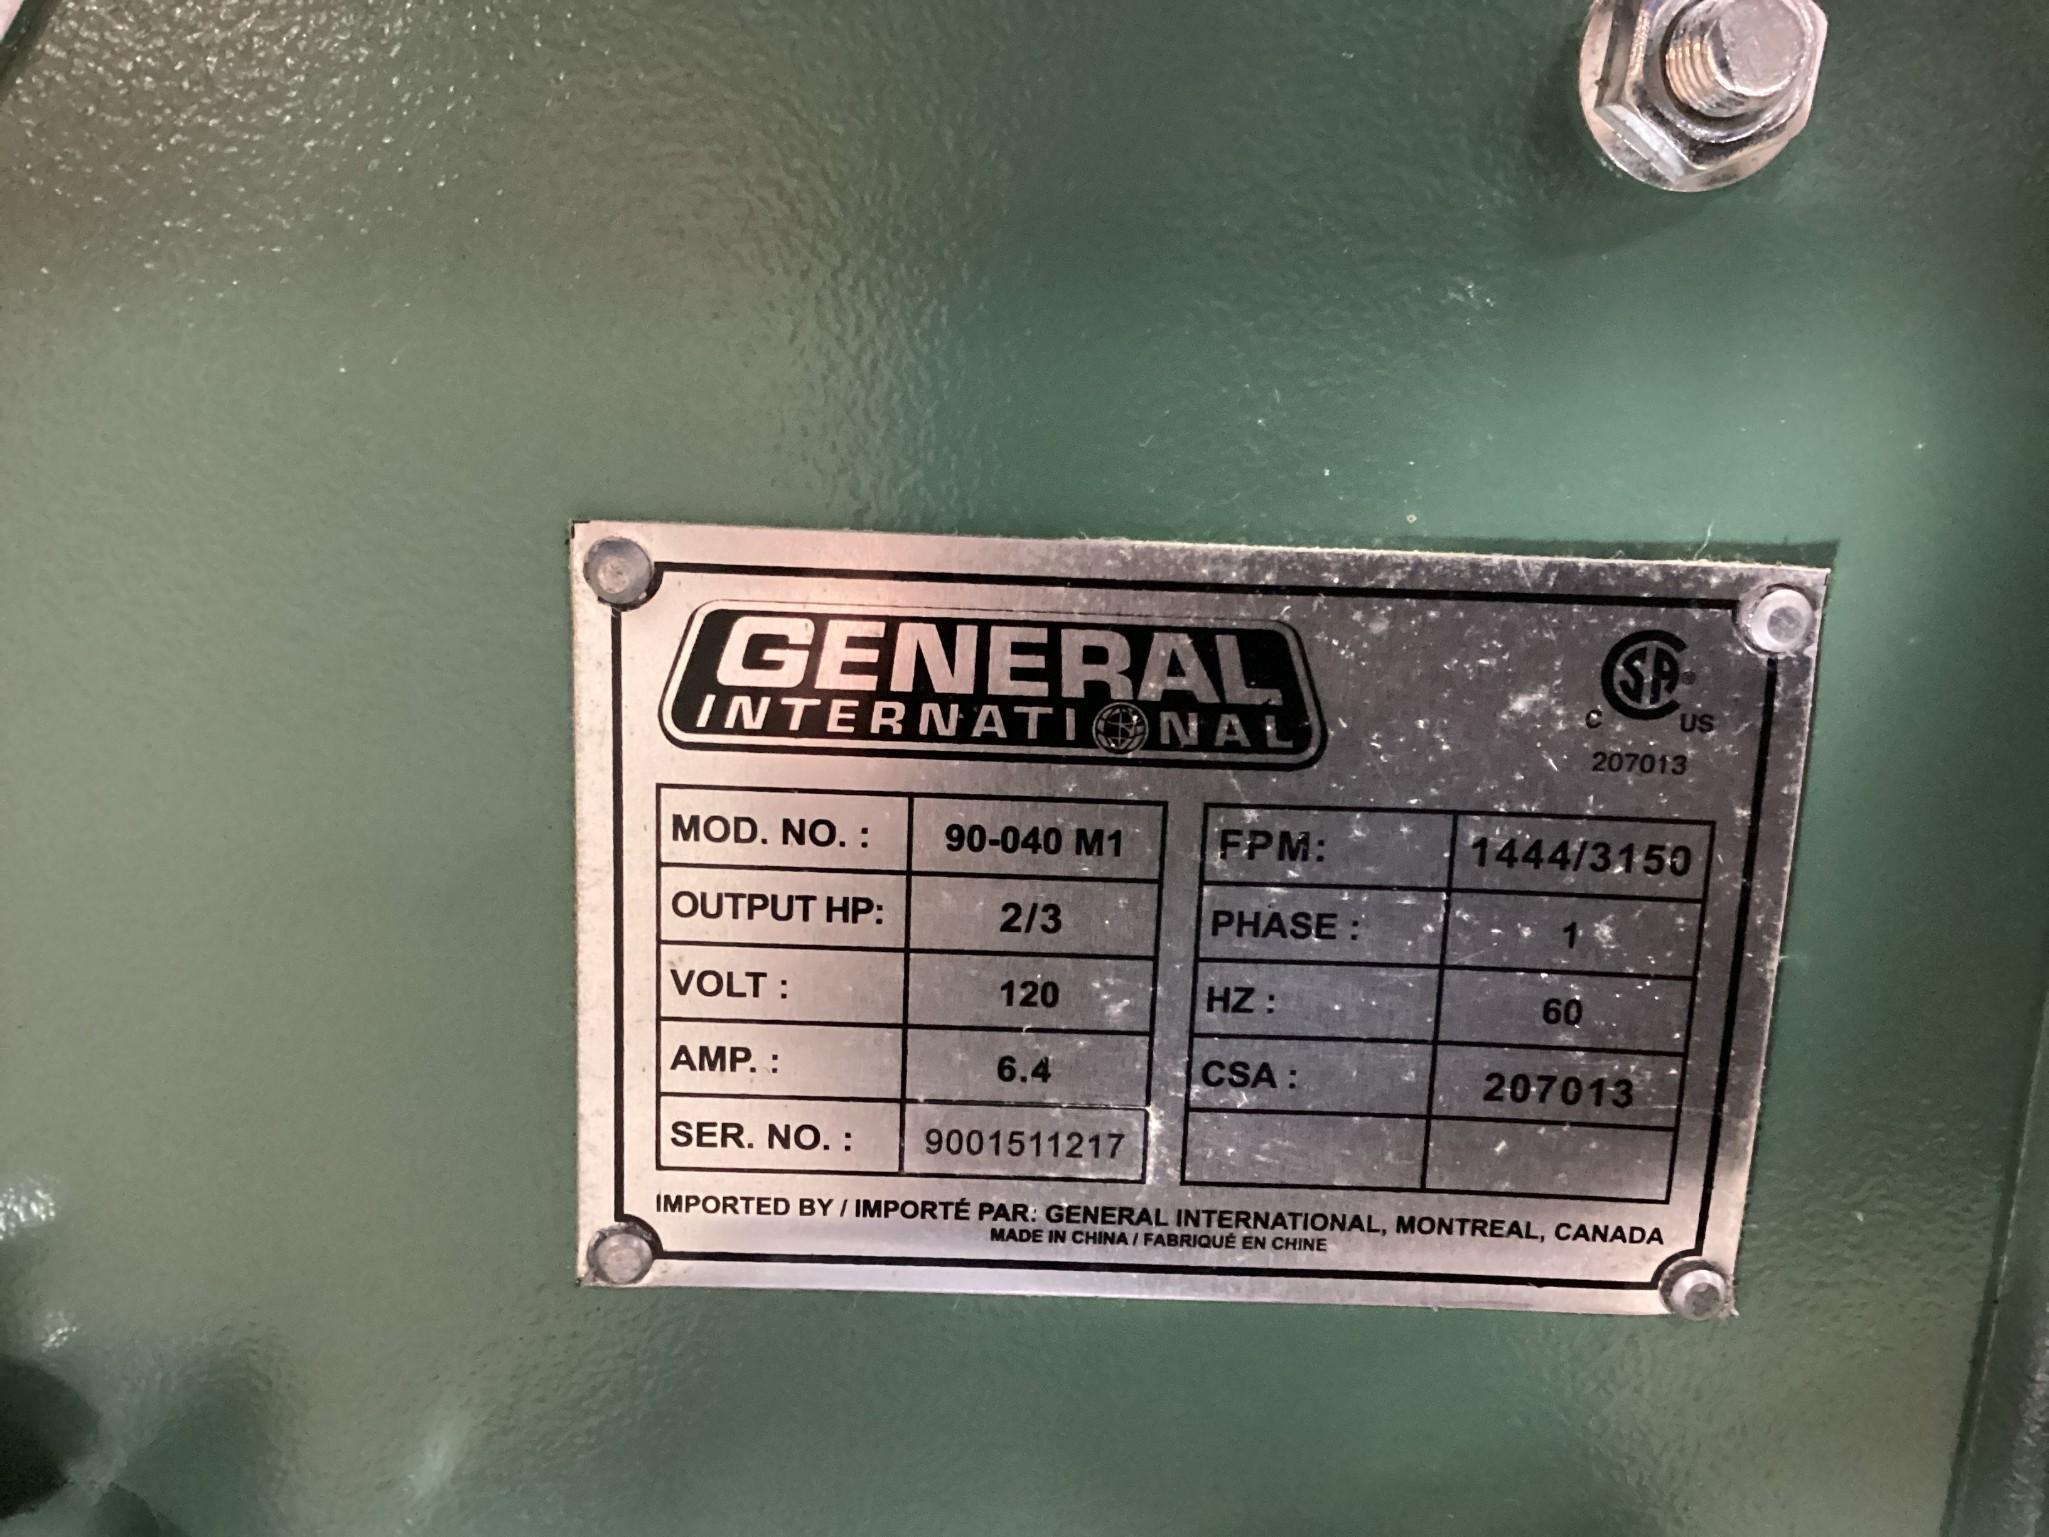 GENERAL
INTERNATIONAL
CSA®
C US
207013
MOD. NO. : 90-040 M1
OUTPUT HP: 2/3
VOLT : 120
AMP. : 6.4
SER. NO. : 9001511217
FPM: 1444/3150
PHASE : 1
HZ : 60
CSA : 207013
IMPORTED BY / IMPORTÉ PAR: GENERAL INTERNATIONAL, MONTREAL, CANADA
MADE IN CHINA / FABRIQUÉ EN CHINE